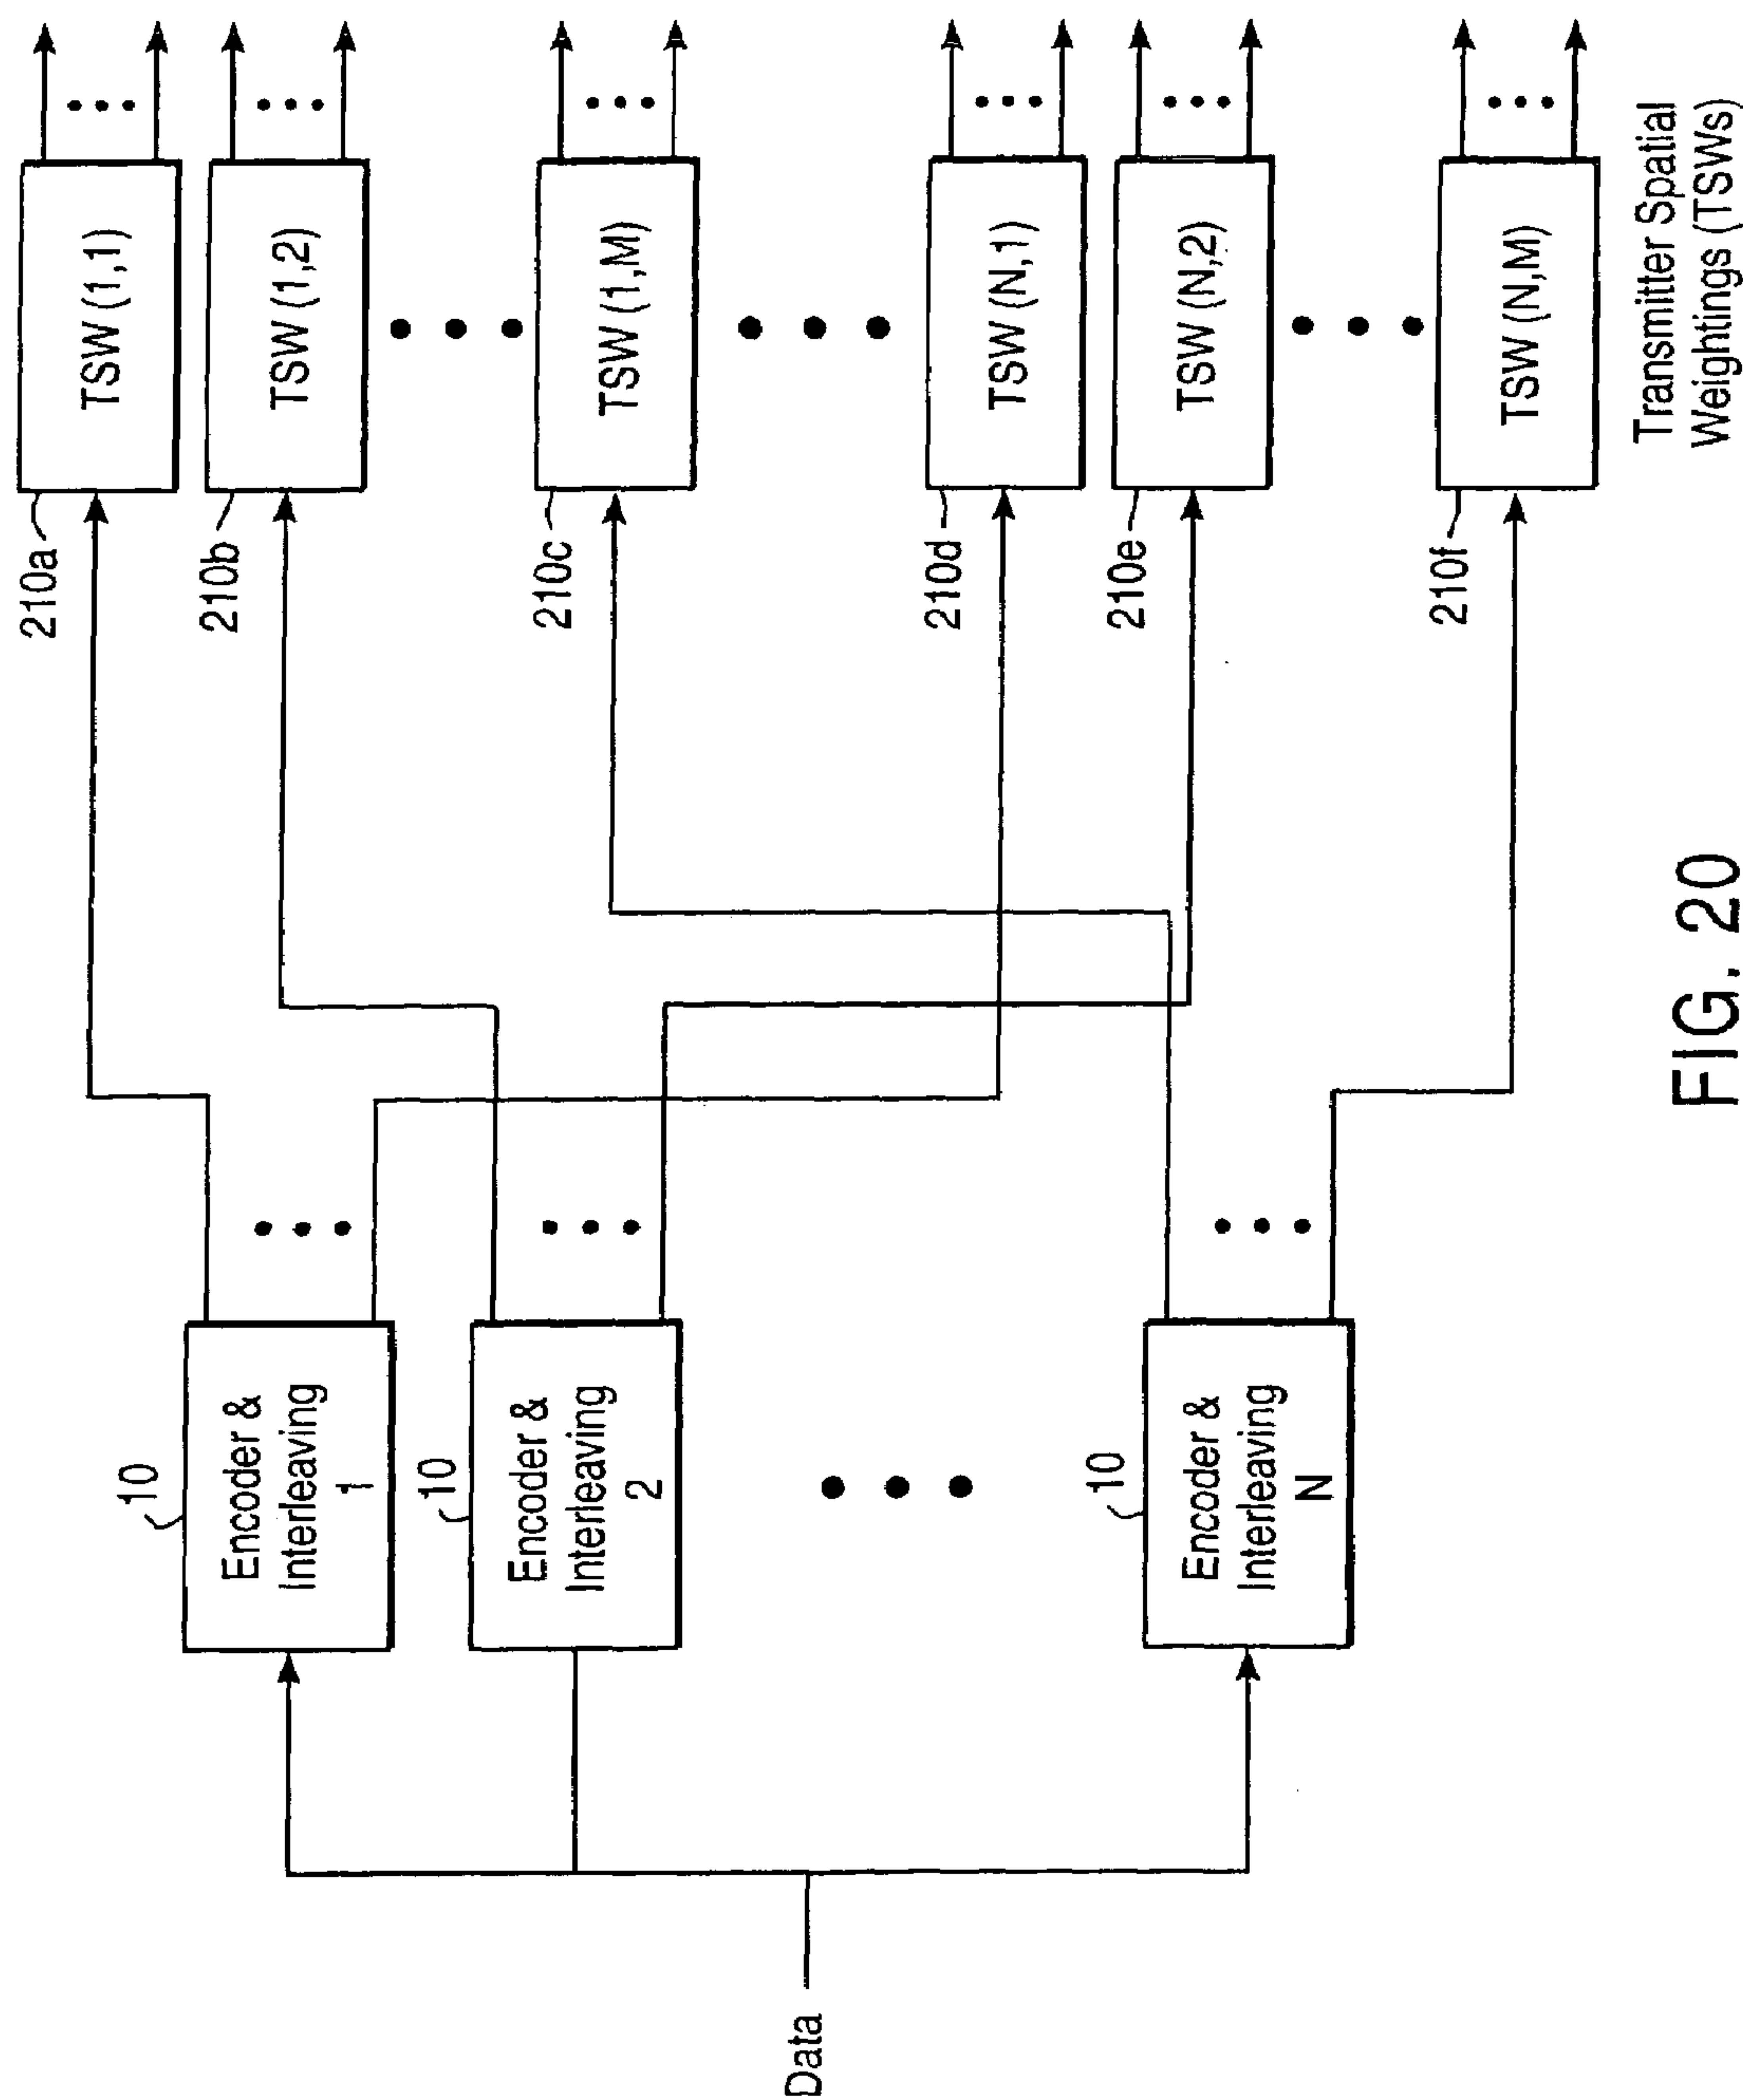 Data
10
Encoder &
Interleaving
1
10
Encoder &
Interleaving
2
10
Encoder &
Interleaving
N
210a
TSW (1,1)
210b
TSW (1,2)
210c
TSW (1,M)
210d
TSW (N,1)
210e
TSW (N,2)
210f
TSW (N,M)
Transmitter Spatial
Weightings (TSWs)
FIG. 20